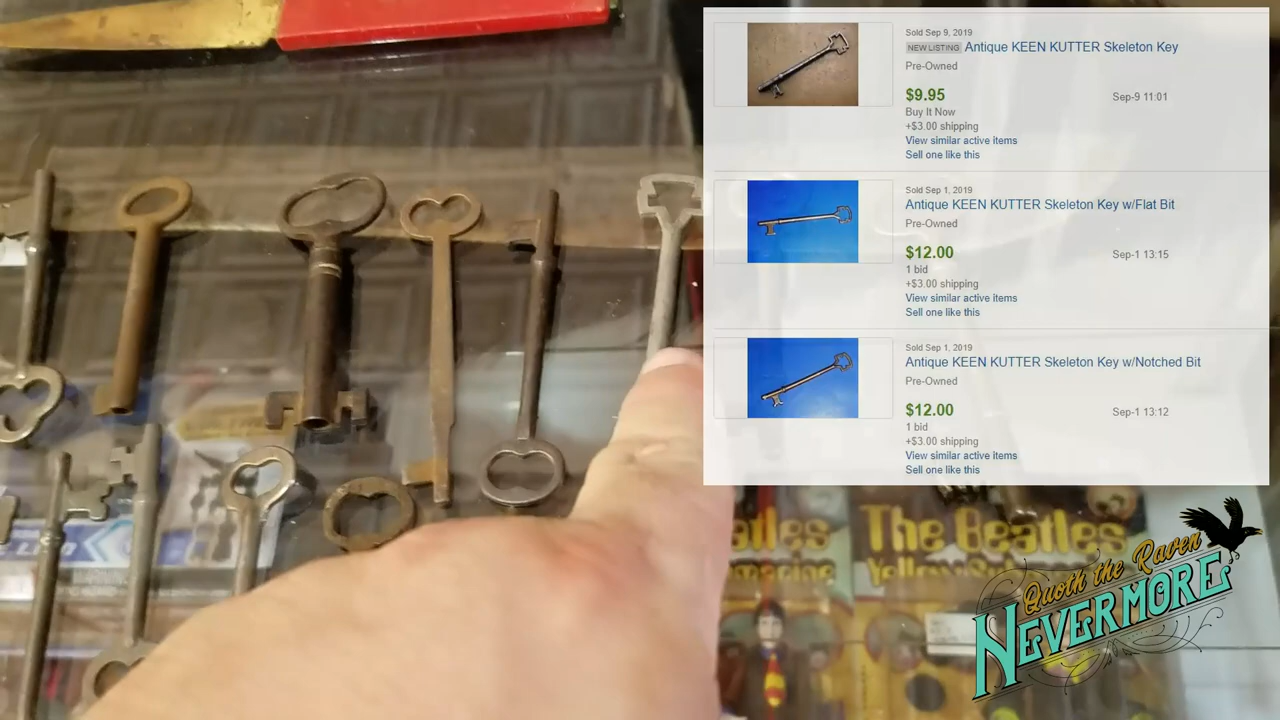 Sold Sep 9, 2019
NEW LISTING Antique KEEN KUTTER Skeleton Key
Pre-Owned
$9.95
Sep-9 11:01
Buy It Now
+$3.00 shipping
View similar active items
Sell one like this
Sold Sep 1, 2019
Antique KEEN KUTTER Skeleton Key w/Flat Bit
Pre-Owned
$12.00
Sep-1 13:15
1 bid
+$3.00 shipping
View similar active items
Sell one like this
Sold Sep 1, 2019
Antique KEEN KUTTER Skeleton Key w/Notched Bit
Pre-Owned
$12.00
Sep-1 13:12
1 bid
+$3.00 shipping
View similar active items
Sell one like this
The Beatles
Quoth the Raven
NEVERMORE